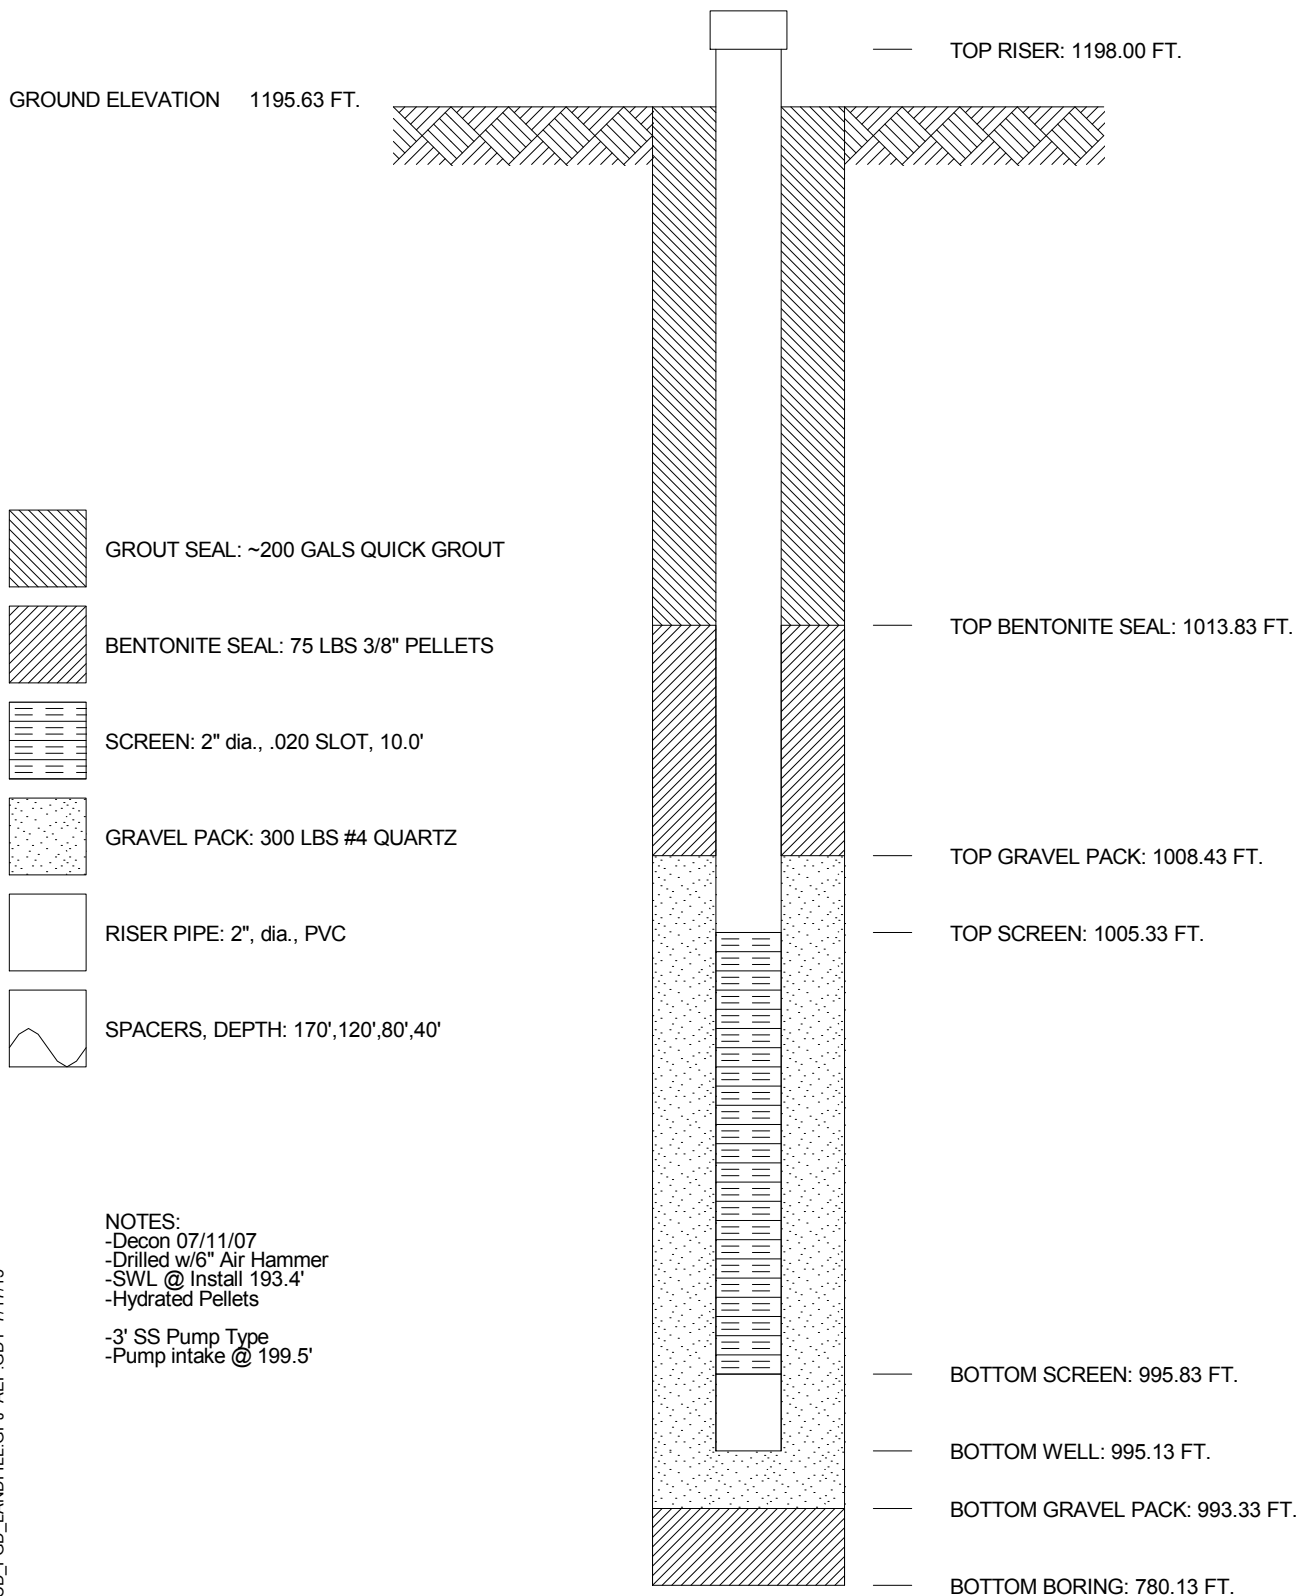 TOP RISER: 1198.00 FT.
GROUND ELEVATION 1195.63 FT.
GROUT SEAL: ~200 GALS QUICK GROUT
TOP BENTONITE SEAL: 1013.83 FT.
BENTONITE SEAL: 75 LBS 3/8" PELLETS
SCREEN: 2" dia., .020 SLOT, 10.0'
GRAVEL PACK: 300 LBS #4 QUARTZ
TOP GRAVEL PACK: 1008.43 FT.
RISER PIPE: 2", dia., PVC
TOP SCREEN: 1005.33 FT.
SPACERS, DEPTH: 170',120',80',40'
NOTES:
-Decon 07/11/07
-Drilled w/6" Air Hammer
-SWL @ Install 193.4'
-Hydrated Pellets
-3' SS Pump Type
-Pump intake @ 199.5'
BOTTOM SCREEN: 995.83 FT.
BOTTOM WELL: 995.13 FT.
BOTTOM GRAVEL PACK: 993.33 FT.
BOTTOM BORING: 780.13 FT.